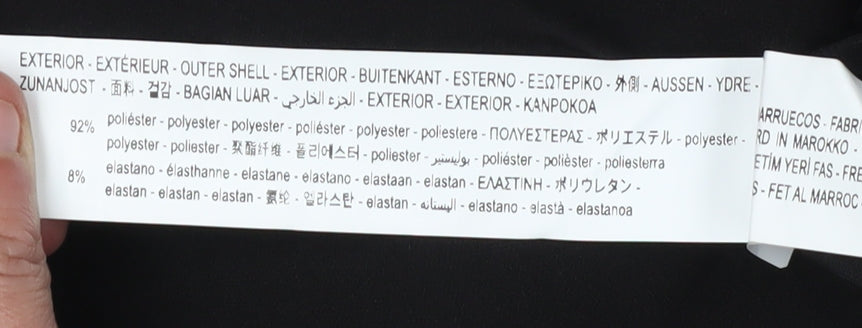 EXTERIOR - EXTÉRIEUR - OUTER SHELL - EXTERIOR - BUITENKANT - ESTERNO - ΕΞΩΤΕΡΙΚΟ - 外側 - AUSSEN - YDRE -
ZUNANJOST - 面料 - 겉감 - BAGIAN LUAR - الجزء الخارجي - EXTERIOR - EXTERIOR - KANPOKOA
92% poliéster - polyester - polyester - poliéster - polyester - poliestere - ΠΟΛΥΕΣΤΕΡΑΣ - ポリエステル - polyester -
polyester - poliester - 聚酯纤维 - 폴리에스터 - poliester - بوليستير - poliéster - polièster - poliesterra
8% elastano - élasthanne - elastane - elastano - elastaan - elastan - ΕΛΑΣΤΙΝΗ - ポリウレタン -
elastan - elastan - elastan - 氨纶 - 엘라스탄 - elastan - اليستانه - elastano - elastà - elastanoa
ARRUECOS - FABRI
RD IN MAROKKO -
ETİM YERİ FAS - FRE
S - FET AL MARROC